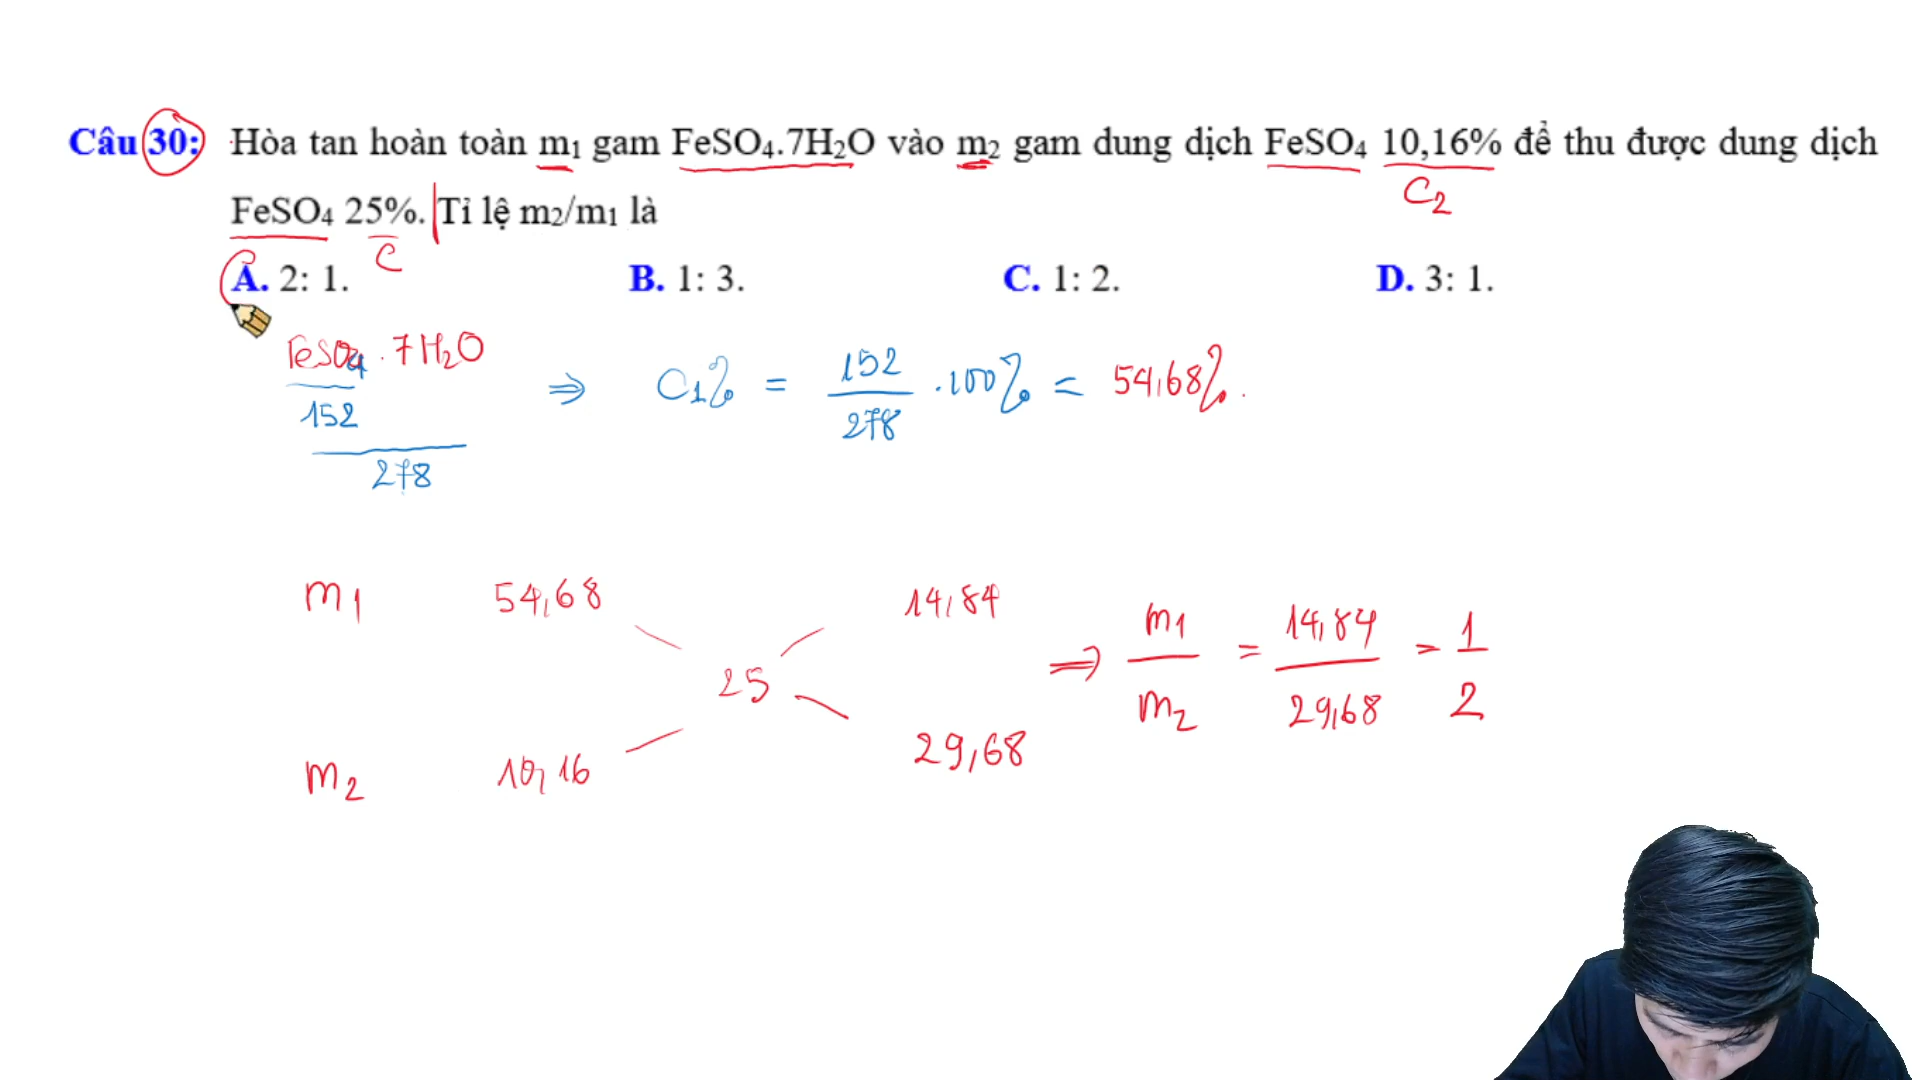 Câu 30: Hòa tan hoàn toàn m₁ gam FeSO₄.7H₂O vào m₂ gam dung dịch FeSO₄ 10,16% để thu được dung dịch
C₂
FeSO₄ 25%. Tỉ lệ m₂/m₁ là
C
A. 2: 1. B. 1: 3. C. 1: 2. D. 3: 1.
FeSO₄ . 7H₂O
152
278
⇒ C₁% = 152/278 .100% = 54,68%.
m₁ 54,68 14,84
25 ⇒ m₁/m₂ = 14,84/29,68 = 1/2
m₂ 10,16 29,68